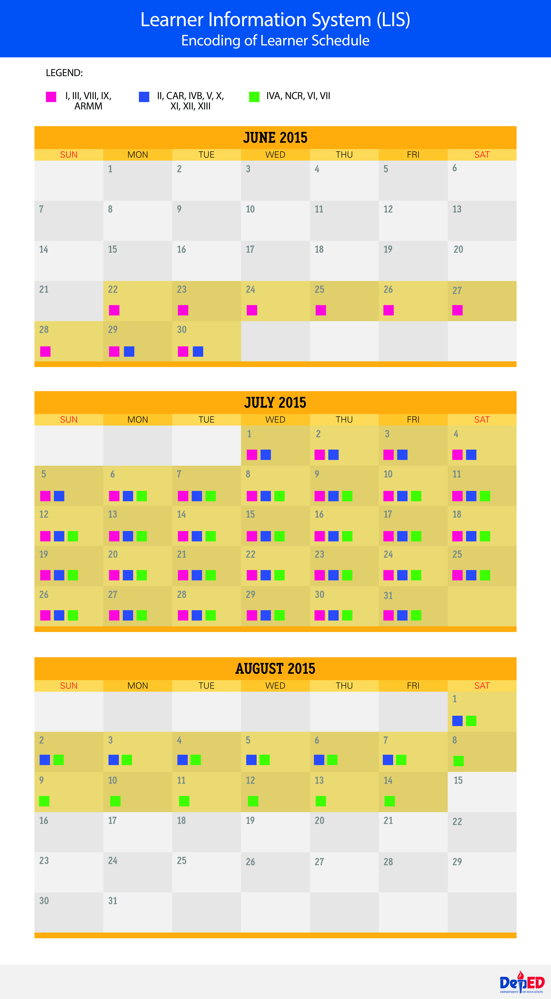 Learner Information System (LIS)
Encoding of Learner Schedule
LEGEND:
I, III, VIII, IX,
ARMM
II, CAR, IVB, V, X,
XI, XII, XIII
IVA, NCR, VI, VII
JUNE 2015
SUN MON TUE WED THU FRI SAT
1 2 3 4 5 6
7 8 9 10 11 12 13
14 15 16 17 18 19 20
21 22 23 24 25 26 27
28 29 30
JULY 2015
SUN MON TUE WED THU FRI SAT
1 2 3 4
5 6 7 8 9 10 11
12 13 14 15 16 17 18
19 20 21 22 23 24 25
26 27 28 29 30 31
AUGUST 2015
SUN MON TUE WED THU FRI SAT
1
2 3 4 5 6 7 8
9 10 11 12 13 14 15
16 17 18 19 20 21 22
23 24 25 26 27 28 29
30 31
DepED
DEPARTMENT OF EDUCATION